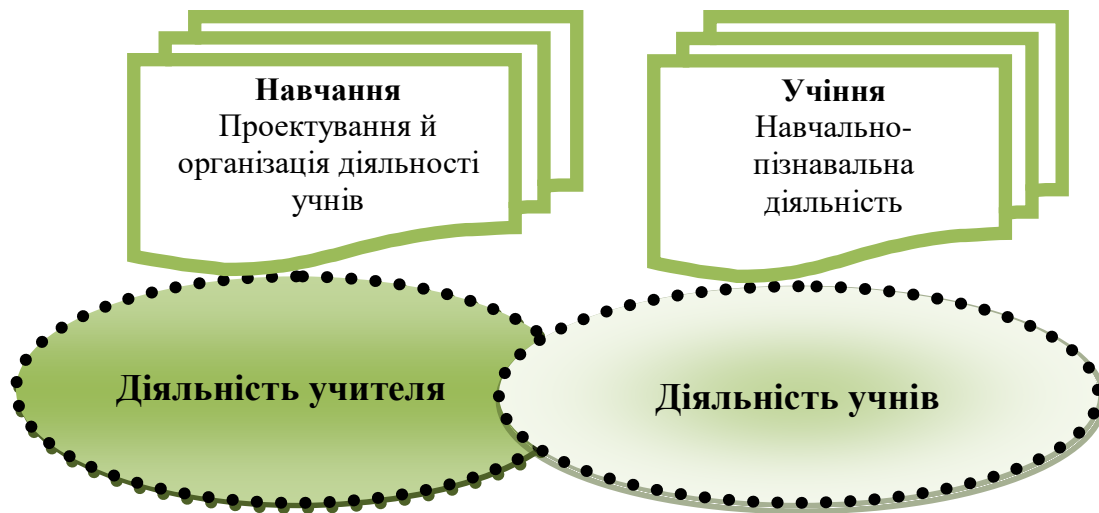 Навчання
Проектування й
організація діяльності
учнів
Учіння
Навчально-
пізнавальна
діяльність
Діяльність учителя
Діяльність учнів